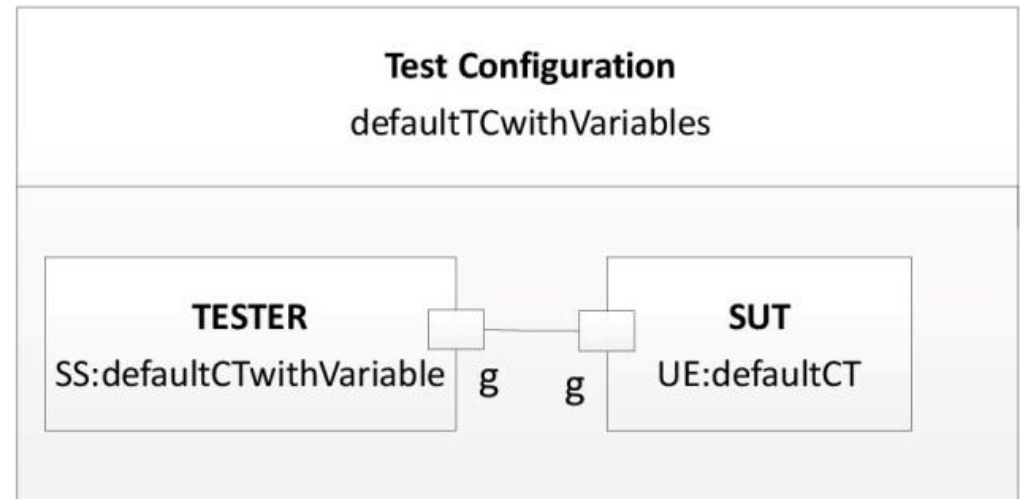 Test Configuration
defaultTCwithVariables
TESTER
SS:defaultCTwithVariable
g
g
SUT
UE:defaultCT